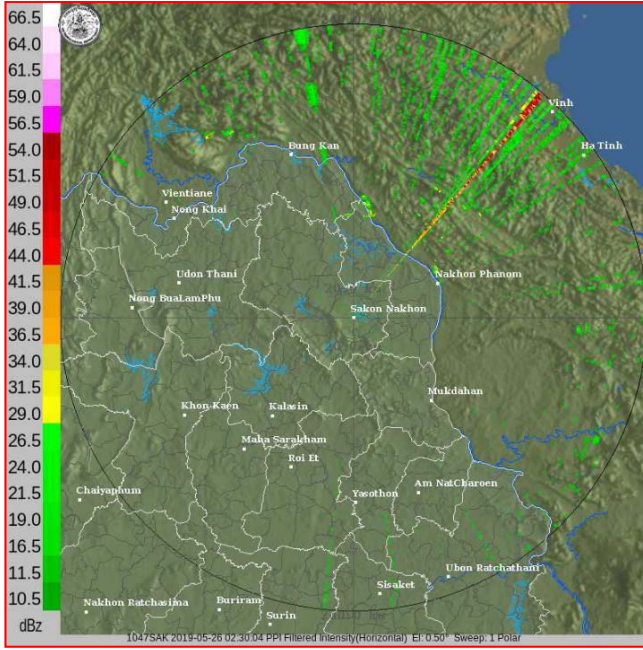 66.5
64.0
61.5
59.0
56.5
54.0
51.5
49.0
46.5
44.0
41.5
39.0
36.5
34.0
31.5
29.0
26.5
24.0
21.5
19.0
16.5
11.5
10.5
dBz
Vinh
Ha Tinh
Bung Kan
Vientiane
Nong Khai
Udon Thani
Nakhon Phanom
Nong BuaLamPhu
Sakon Nakhon
Mukdahan
Khon Kaen
Kalasin
Maha Sarakham
Roi Et
Chaiyaphum
Am NatCharoen
Yasothon
Ubon Ratchathani
Sisaket
Nakhon Ratchasima
Buriram
Surin
1047SAK 2019-05-26 02:30:04 PPI Filtered Intensity(Horizontal) El: 0.50° Sweep: 1 Polar